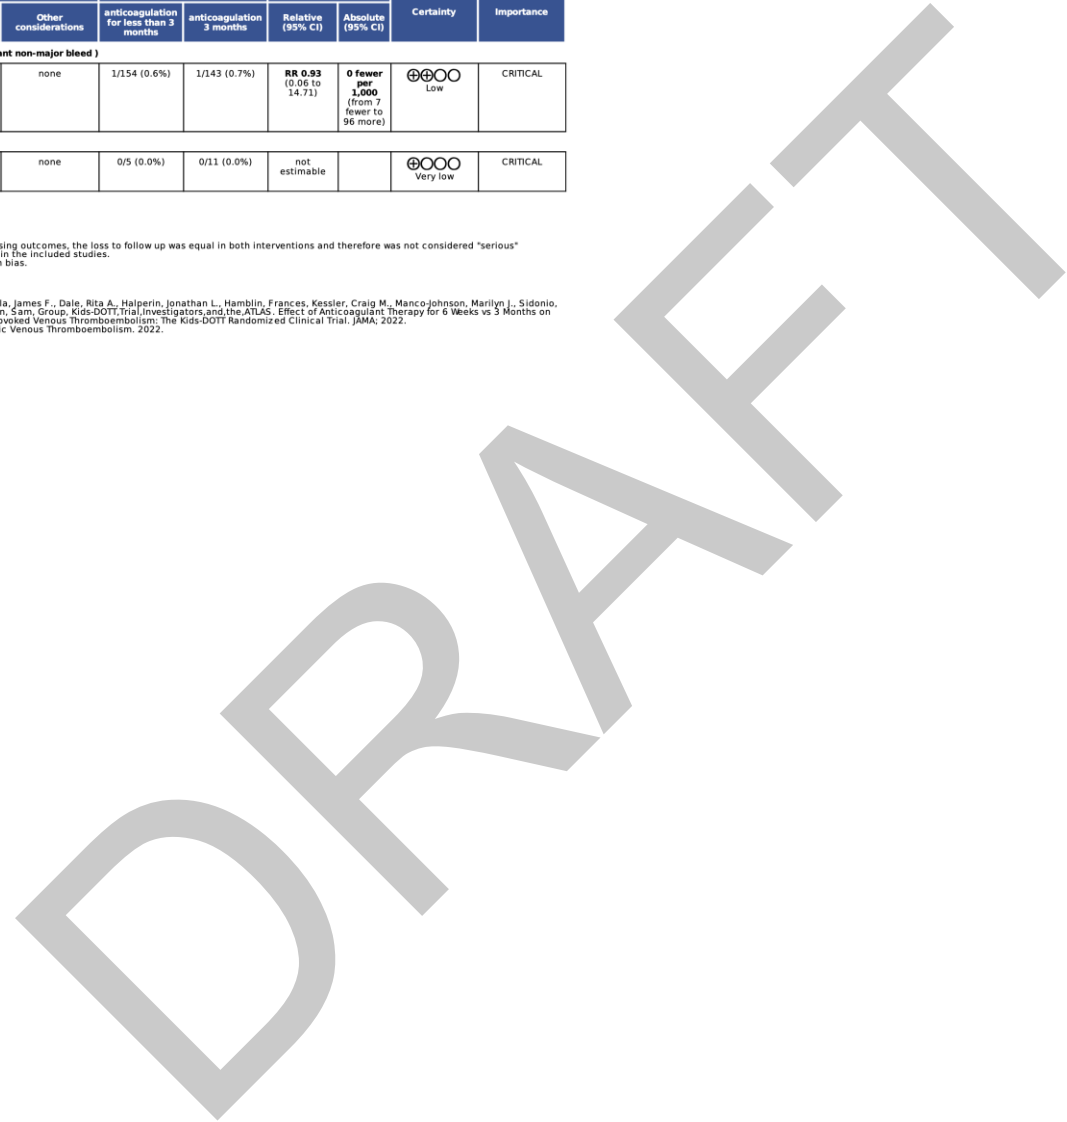 Other considerations
anticoagulation for less than 3 months
anticoagulation 3 months
Relative (95% CI)
Absolute (95% CI)
Certainty
Importance
ant non-major bleed )
none
1/154 (0.6%)
1/143 (0.7%)
RR 0.93
(0.06 to
14.71)
0 fewer
per
1,000
(from 7
fewer to
96 more)
⊕⊕○○
Low
CRITICAL
none
0/5 (0.0%)
0/11 (0.0%)
not
estimable
⊕○○○
Very low
CRITICAL
sing outcomes, the loss to follow up was equal in both interventions and therefore was not considered "serious"
in the included studies.
n bias.
la, James F., Dale, Rita A., Halperin, Jonathan L., Hamblin, Frances, Kessler, Craig M., Manco-Johnson, Marilyn J., Sidonio,
n, Sam, Group, Kids-DOTT,Trial,Investigators,and,the,ATLAS. Effect of Anticoagulant Therapy for 6 Weeks vs 3 Months on
ovoked Venous Thromboembolism: The Kids-DOTT Randomized Clinical Trial. JAMA; 2022.
ic Venous Thromboembolism. 2022.
DRAFT